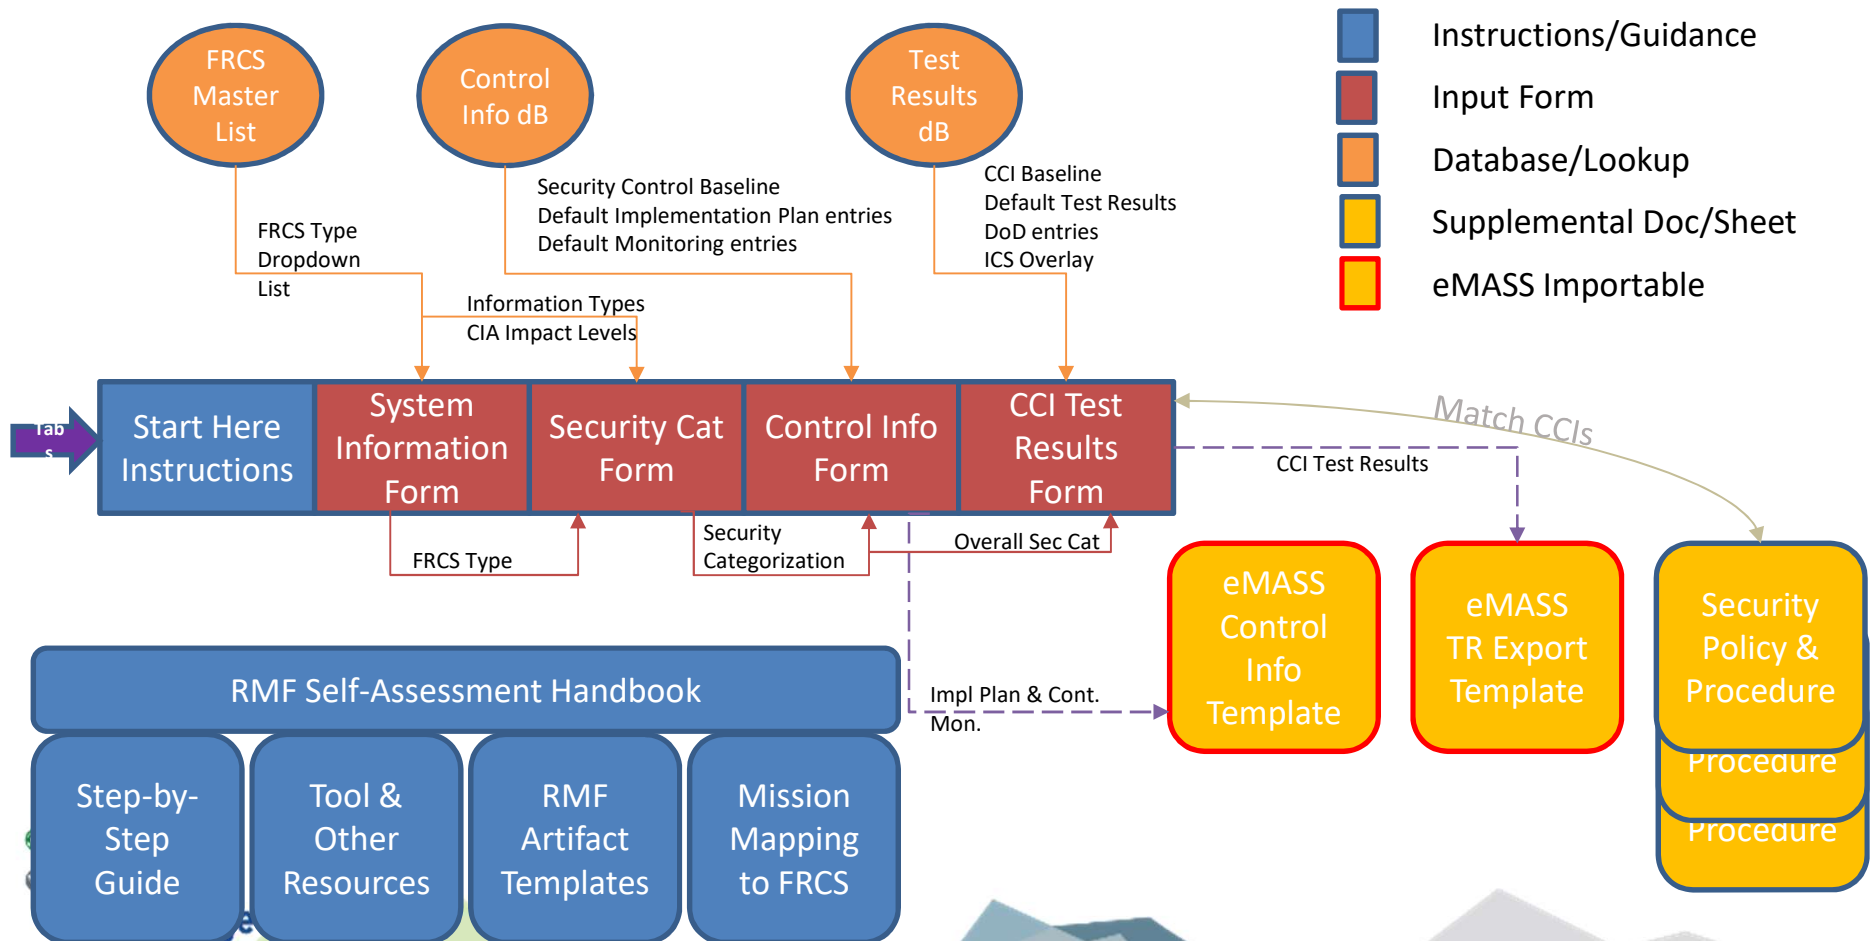 FRCS
Master
List
Control
Info dB
Test
Results
dB
Instructions/Guidance
Input Form
Database/Lookup
Supplemental Doc/Sheet
eMASS Importable
FRCS Type
Dropdown
List
Security Control Baseline
Default Implementation Plan entries
Default Monitoring entries
CCI Baseline
Default Test Results
DoD entries
ICS Overlay
Information Types
CIA Impact Levels
Tab
s
Start Here
Instructions
System
Information
Form
Security Cat
Form
Control Info
Form
CCI Test
Results
Form
Match CCIs
CCI Test Results
FRCS Type
Security
Categorization
Overall Sec Cat
Impl Plan & Cont.
Mon.
eMASS
Control
Info
Template
eMASS
TR Export
Template
Security
Policy &
Procedure
Procedure
Procedure
RMF Self-Assessment Handbook
Step-by-
Step
Guide
Tool &
Other
Resources
RMF
Artifact
Templates
Mission
Mapping
to FRCS